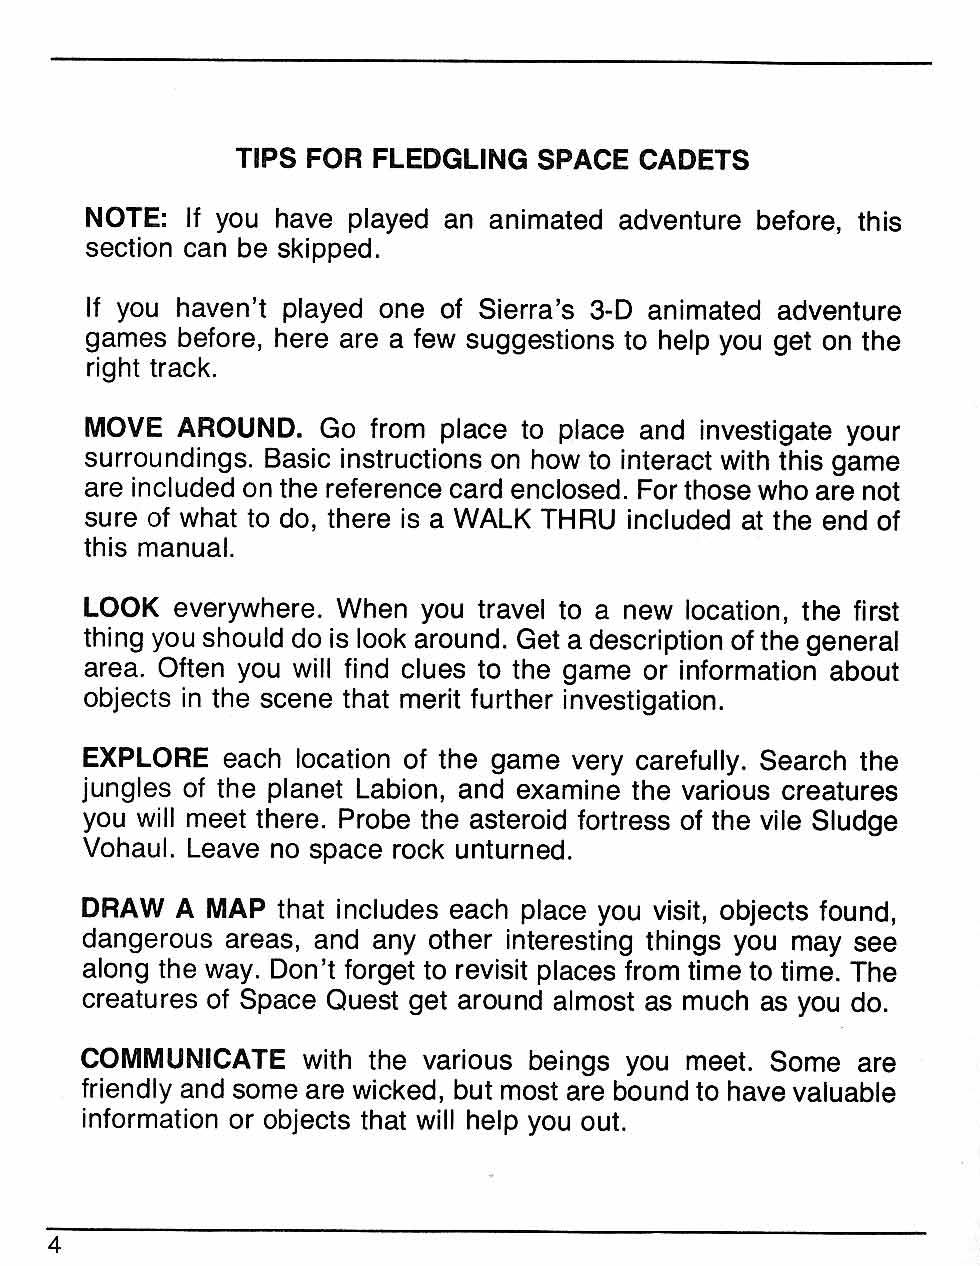 TIPS FOR FLEDGLING SPACE CADETS
NOTE: If you have played an animated adventure before, this
section can be skipped.
If you haven't played one of Sierra's 3-D animated adventure
games before, here are a few suggestions to help you get on the
right track.
MOVE AROUND. Go from place to place and investigate your
surroundings. Basic instructions on how to interact with this game
are included on the reference card enclosed. For those who are not
sure of what to do, there is a WALK THRU included at the end of
this manual.
LOOK everywhere. When you travel to a new location, the first
thing you should do is look around. Get a description of the general
area. Often you will find clues to the game or information about
objects in the scene that merit further investigation.
EXPLORE each location of the game very carefully. Search the
jungles of the planet Labion, and examine the various creatures
you will meet there. Probe the asteroid fortress of the vile Sludge
Vohaul. Leave no space rock unturned.
DRAW A MAP that includes each place you visit, objects found,
dangerous areas, and any other interesting things you may see
along the way. Don't forget to revisit places from time to time. The
creatures of Space Quest get around almost as much as you do.
COMMUNICATE with the various beings you meet. Some are
friendly and some are wicked, but most are bound to have valuable
information or objects that will help you out.
4